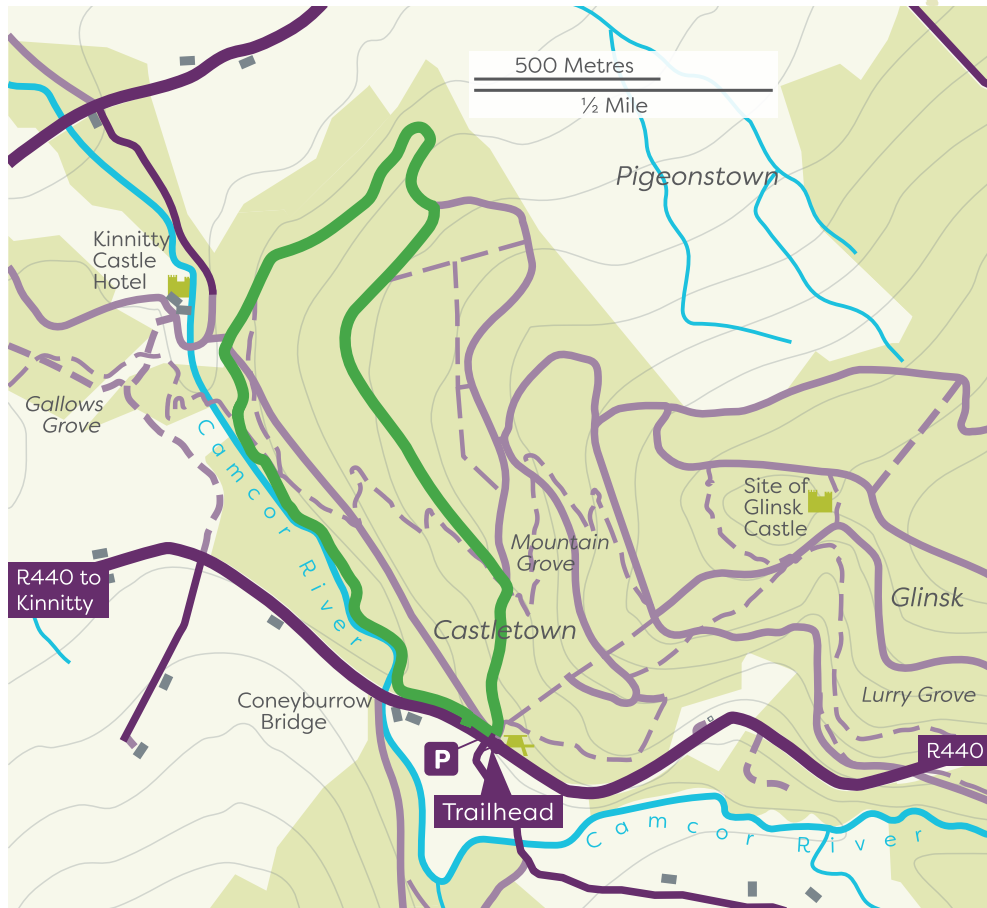 500 Metres
½ Mile
Pigeonstown
Kinnitty
Castle
Hotel
Gallows
Grove
Camcor River
Site of
Glinsk
Castle
Mountain
Grove
R440 to
Kinnitty
Glinsk
Castletown
Lurry Grove
Coneyburrow
Bridge
R440
P
Trailhead
Camcor River